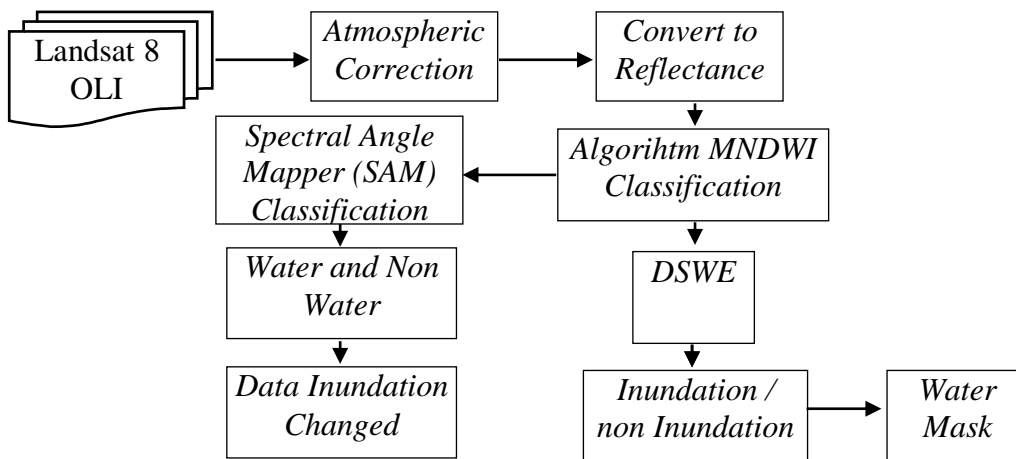 Landsat 8
OLI
Atmospheric
Correction
Convert to
Reflectance
Algorihtm MNDWI
Classification
Spectral Angle
Mapper (SAM)
Classification
Water and Non
Water
Data Inundation
Changed
DSWE
Inundation /
non Inundation
Water
Mask